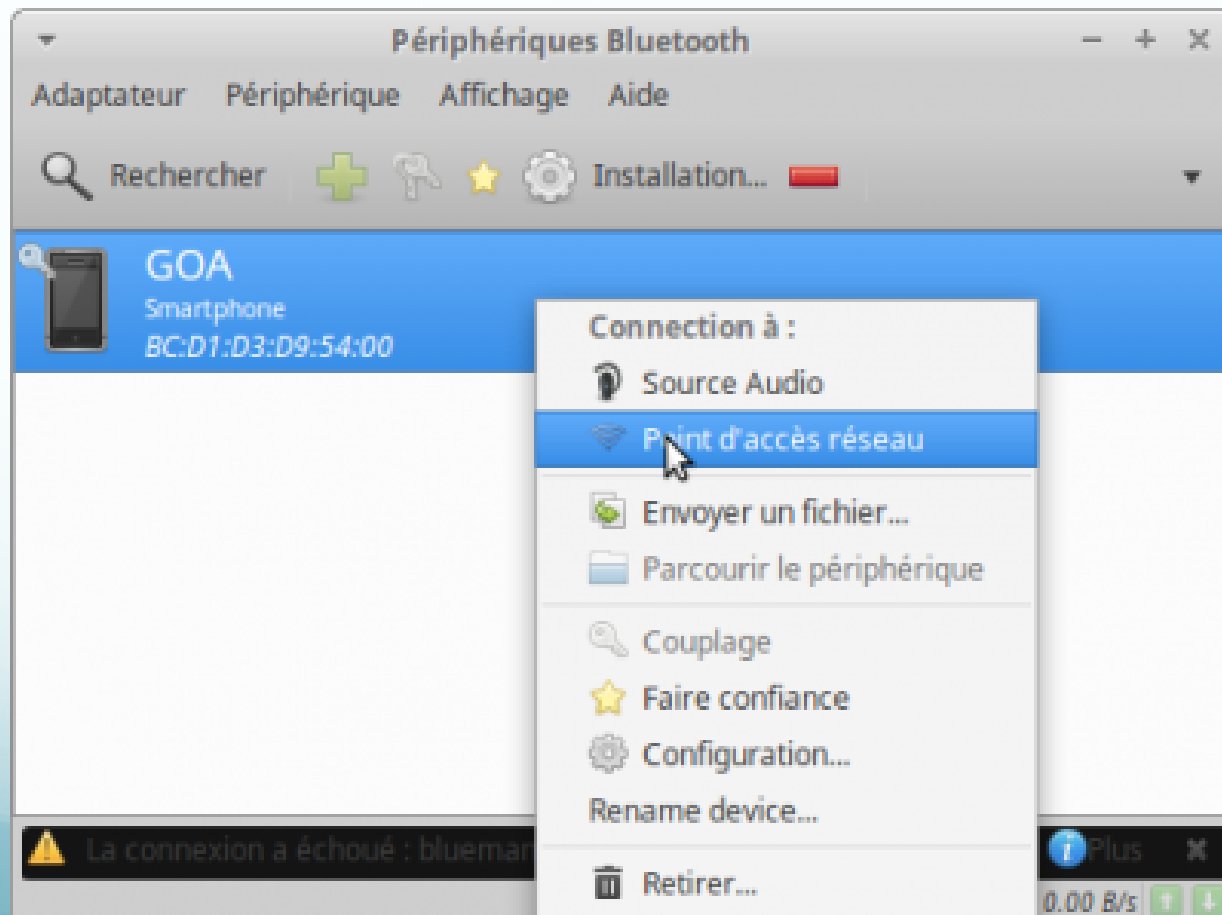 Périphériques Bluetooth
Adaptateur Périphérique Affichage Aide
Rechercher Installation...
GOA
Smartphone
BC:D1:D3:D9:54:00
Connection à :
Source Audio
Point d'accès réseau
Envoyer un fichier...
Parcourir le périphérique
Couplage
Faire confiance
Configuration...
Rename device...
Retirer...
La connexion a échoué : blueman
Plus
0.00 B/s